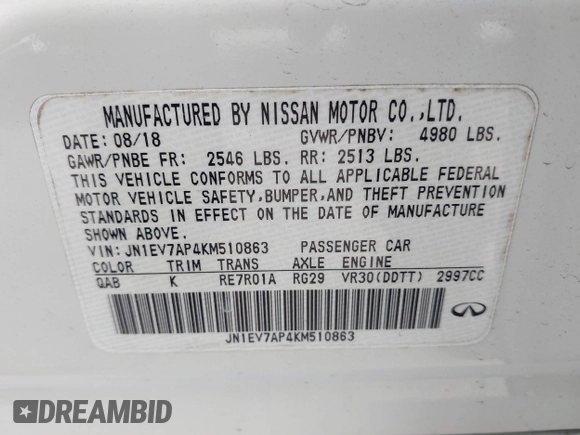 MANUFACTURED BY NISSAN MOTOR CO.,LTD.
DATE: 08/18 GVWR/PNBV: 4980 LBS.
GAWR/PNBE FR: 2546 LBS. RR: 2513 LBS.
THIS VEHICLE CONFORMS TO ALL APPLICABLE FEDERAL
MOTOR VEHICLE SAFETY,BUMPER,AND THEFT PREVENTION
STANDARDS IN EFFECT ON THE DATE OF MANUFACTURE
SHOWN ABOVE.
VIN: JN1EV7AP4KM510863 PASSENGER CAR
COLOR TRIM TRANS AXLE ENGINE
QAB K RE7R01A RG29 VR30(DDTT) 2997CC
JN1EV7AP4KM510863
DREAMBID